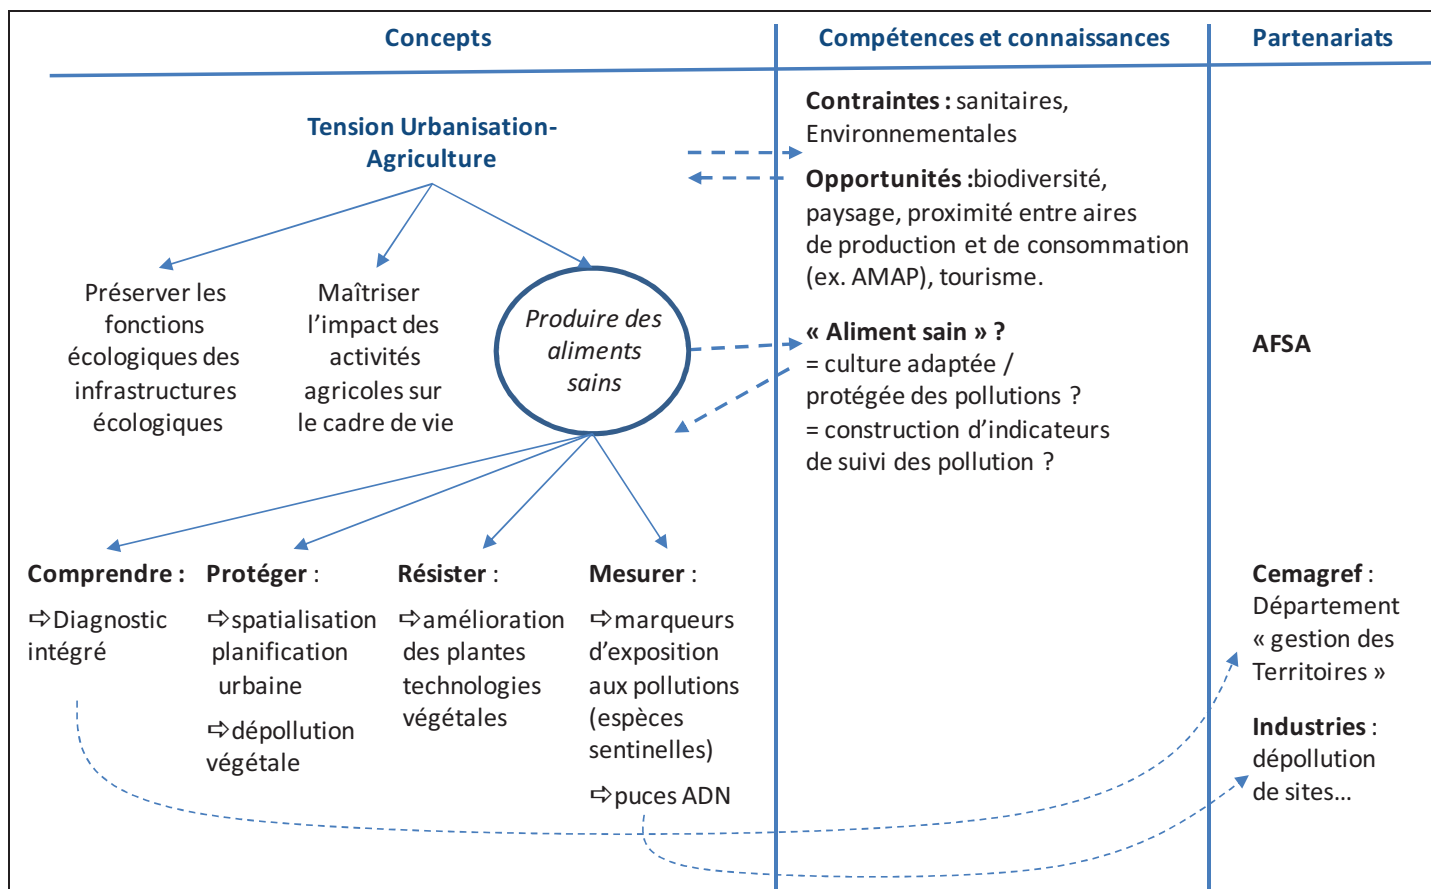 Concepts
Compétences et connaissances
Partenariats
Tension Urbanisation-
Agriculture
Préserver les
fonctions
écologiques des
infrastructures
écologiques
Maîtriser
l’impact des
activités
agricoles sur
le cadre de vie
Produire des
aliments
sains
Comprendre :
⇨Diagnostic
intégré
Protéger :
⇨spatialisation
planification
urbaine
⇨dépollution
végétale
Résister :
⇨amélioration
des plantes
technologies
végétales
Mesurer :
⇨marqueurs
d’exposition
aux pollutions
(espèces
sentinelles)
⇨puces ADN
Contraintes : sanitaires,
Environnementales
Opportunités :biodiversité,
paysage, proximité entre aires
de production et de consommation
(ex. AMAP), tourisme.
« Aliment sain » ?
= culture adaptée /
protégée des pollutions ?
= construction d’indicateurs
de suivi des pollution ?
AFSA
Cemagref :
Département
« gestion des
Territoires »
Industries :
dépollution
de sites…